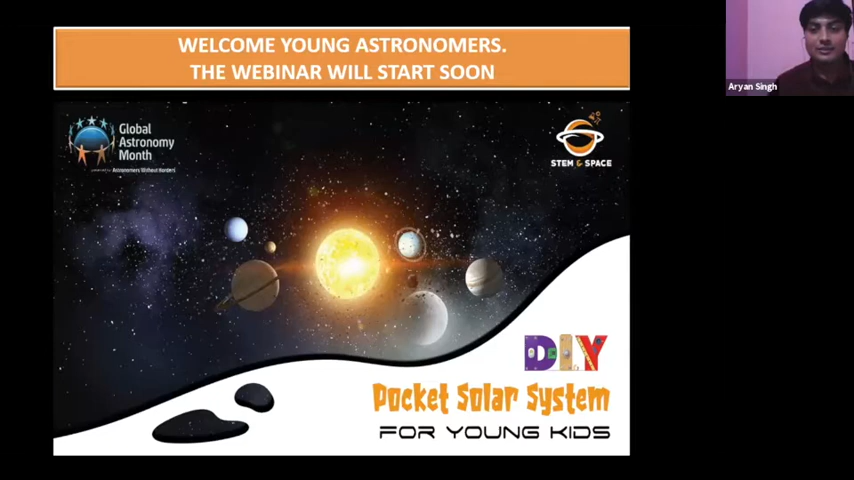 WELCOME YOUNG ASTRONOMERS.
THE WEBINAR WILL START SOON
Aryan Singh
Global
Astronomy
Month
Astronomers Without Borders
STEM & SPACE
DIY
Pocket Solar System
FOR YOUNG KIDS